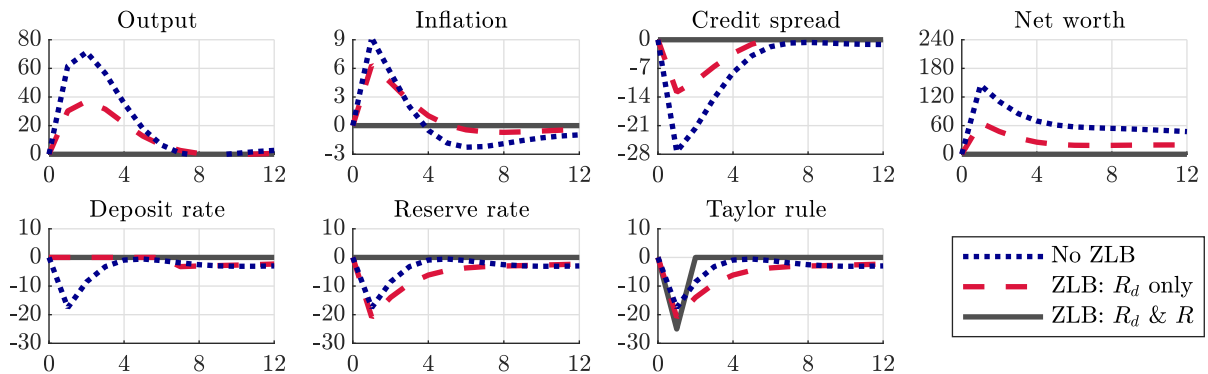 Output
80
60
40
20
0
0 4 8 12
Inflation
9
6
3
0
-3
0 4 8 12
Credit spread
0
-7
-14
-21
-28
0 4 8 12
Net worth
240
180
120
60
0
0 4 8 12
Deposit rate
10
0
-10
-20
-30
0 4 8 12
Reserve rate
10
0
-10
-20
-30
0 4 8 12
Taylor rule
10
0
-10
-20
-30
0 4 8 12
No ZLB
ZLB: R_d only
ZLB: R_d & R